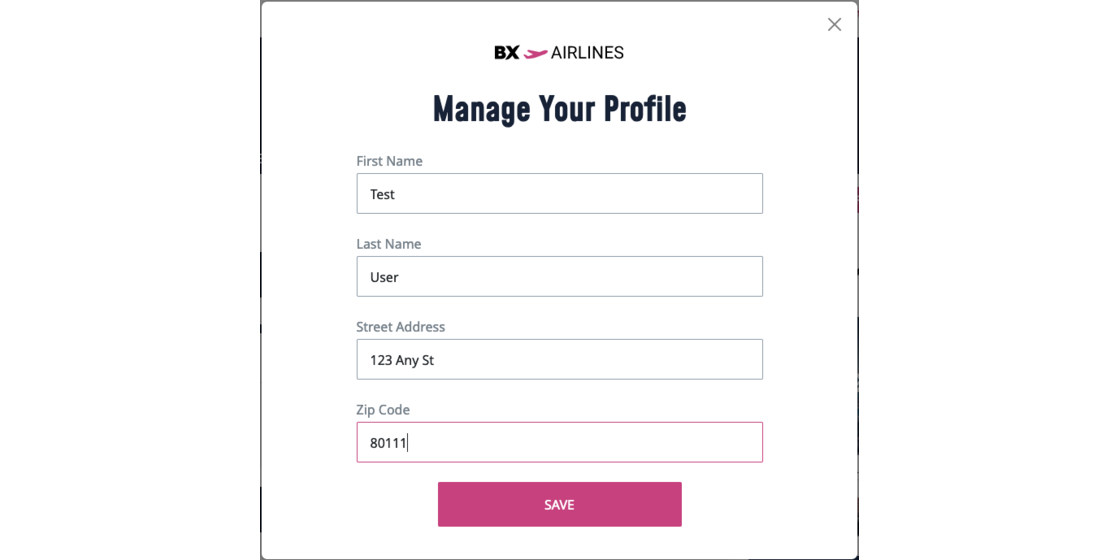 BX AIRLINES
Manage Your Profile
First Name
Test
Last Name
User
Street Address
123 Any St
Zip Code
80111
SAVE